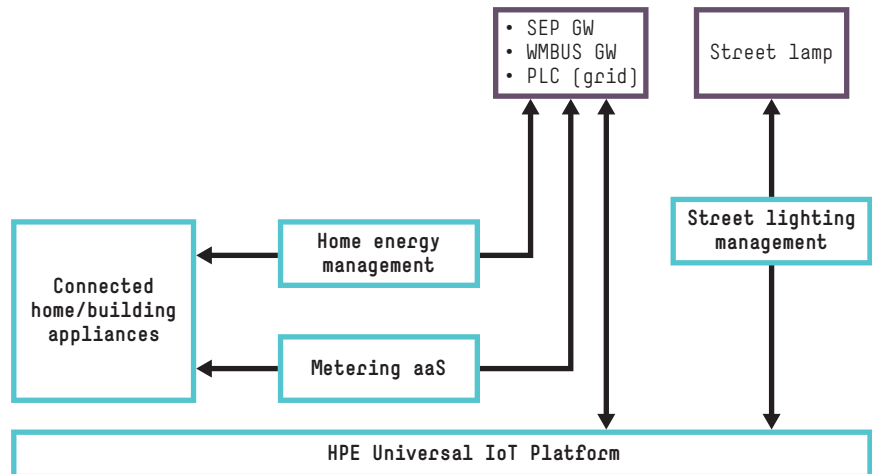 • SEP GW
• WMBUS GW
• PLC (grid)
Street lamp
Home energy
management
Street lighting
management
Connected
home/building
appliances
Metering aaS
HPE Universal IoT Platform